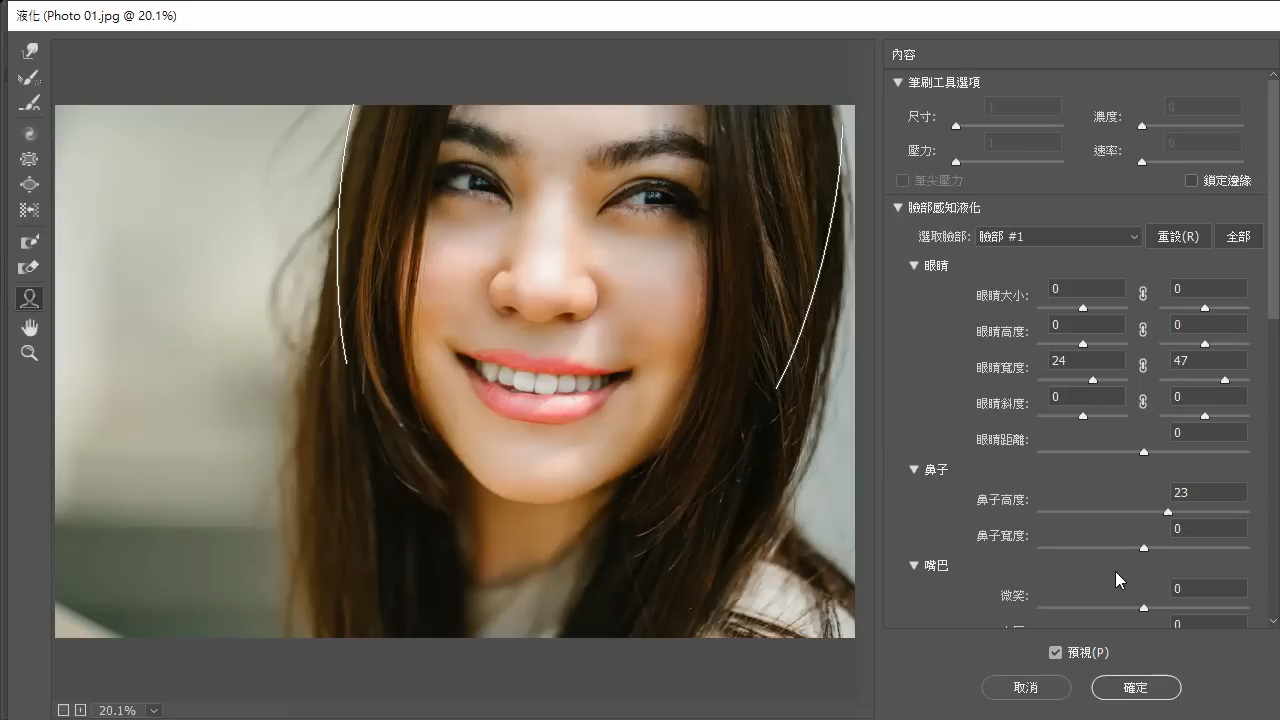 液化 (Photo 01.jpg @ 20.1%)
內容
筆刷工具選項
尺寸: 1 濃度: 0
壓力: 1 速率: 0
筆尖壓力 鎖定邊緣
臉部感知液化
選取臉部: 臉部 #1 重設(R) 全部
眼睛
眼睛大小: 0 0
眼睛高度: 0 0
眼睛寬度: 24 47
眼睛斜度: 0 0
眼睛距離: 0
鼻子
鼻子高度: 23
鼻子寬度: 0
嘴巴
微笑: 0
0
預視(P)
取消 確定
20.1%